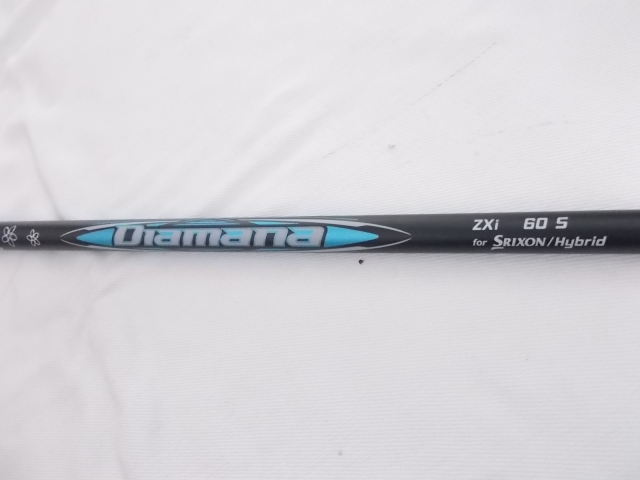 Diamana
ZXi 60 S
for SRIXON/Hybrid